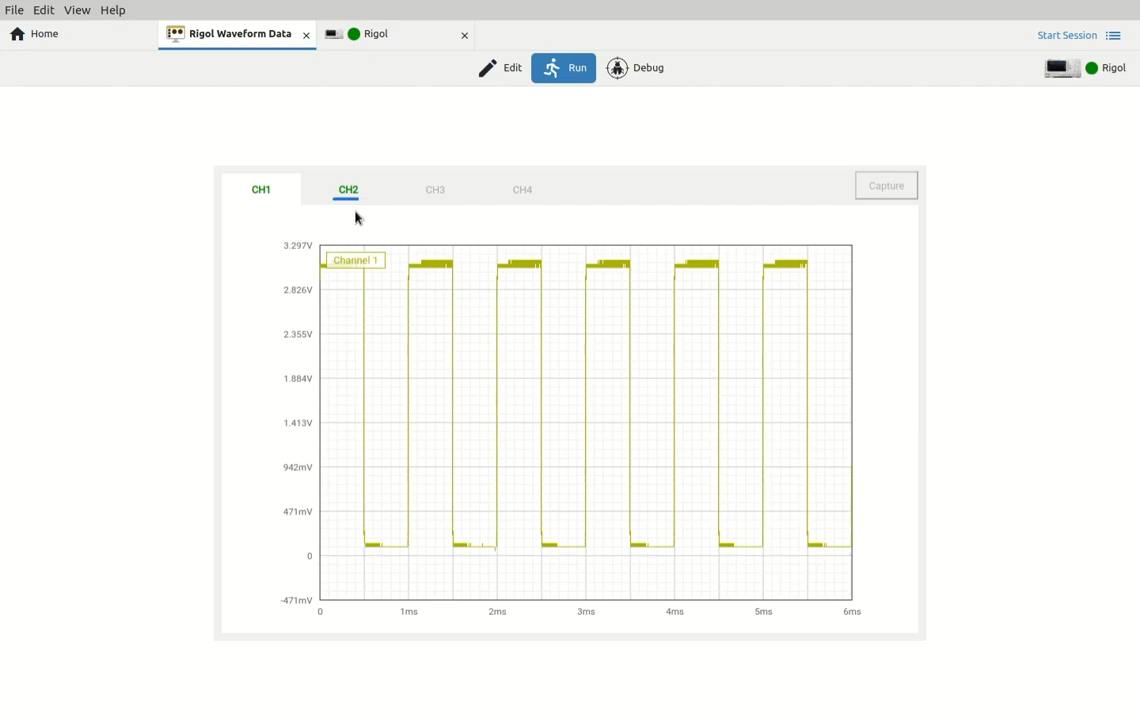 File Edit View Help
Home
Rigol Waveform Data ×
Rigol ×
Start Session
Edit Run Debug
Rigol
CH1 CH2 CH3 CH4
Capture
3.297V
Channel 1
2.826V
2.355V
1.884V
1.413V
942mV
471mV
0
-471mV
0 1ms 2ms 3ms 4ms 5ms 6ms